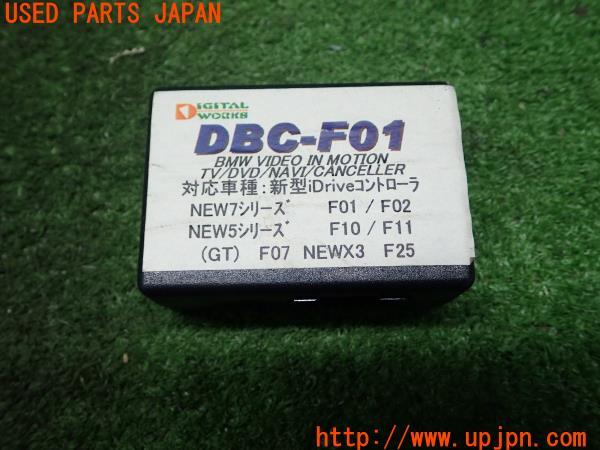 USED PARTS JAPAN
DIGITAL
WORKS
DBC-F01
BMW VIDEO IN MOTION
TV/DVD/NAVI/CANCELLER
対応車種:新型iDriveコントローラ
NEW7シリーズ F01 / F02
NEW5シリーズ F10 / F11
(GT) F07 NEWX3 F25
UPJ
http://www.upjpn.com/